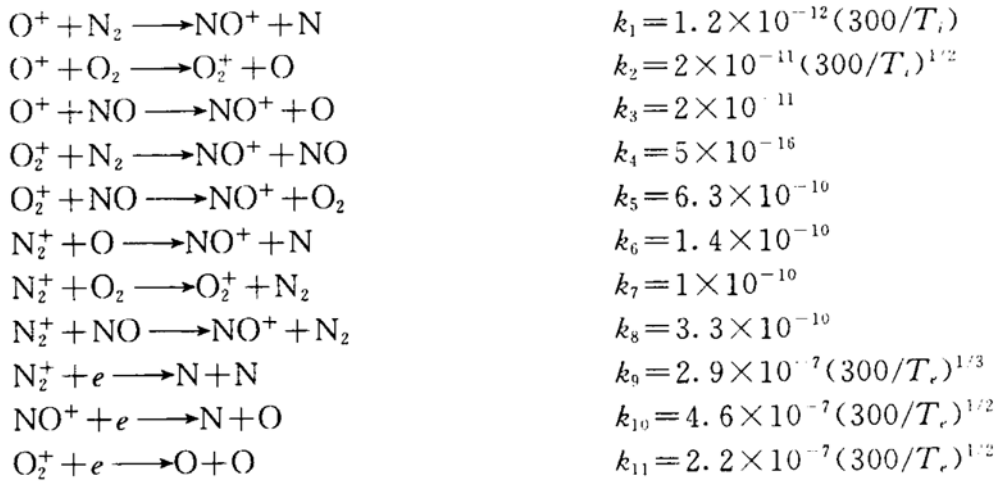 O⁺+N₂⟶NO⁺+N k₁=1.2×10⁻¹²(300/Tᵢ)
O⁺+O₂⟶O₂⁺+O k₂=2×10⁻¹¹(300/Tᵢ)^{1/2}
O⁺+NO⟶NO⁺+O k₃=2×10⁻¹¹
O₂⁺+N₂⟶NO⁺+NO k₄=5×10⁻¹⁶
O₂⁺+NO⟶NO⁺+O₂ k₅=6.3×10⁻¹⁰
N₂⁺+O⟶NO⁺+N k₆=1.4×10⁻¹⁰
N₂⁺+O₂⟶O₂⁺+N₂ k₇=1×10⁻¹⁰
N₂⁺+NO⟶NO⁺+N₂ k₈=3.3×10⁻¹⁰
N₂⁺+e⟶N+N k₉=2.9×10⁻⁷(300/Tₑ)^{1/3}
NO⁺+e⟶N+O k₁₀=4.6×10⁻⁷(300/Tₑ)^{1/2}
O₂⁺+e⟶O+O k₁₁=2.2×10⁻⁷(300/Tₑ)^{1/2}